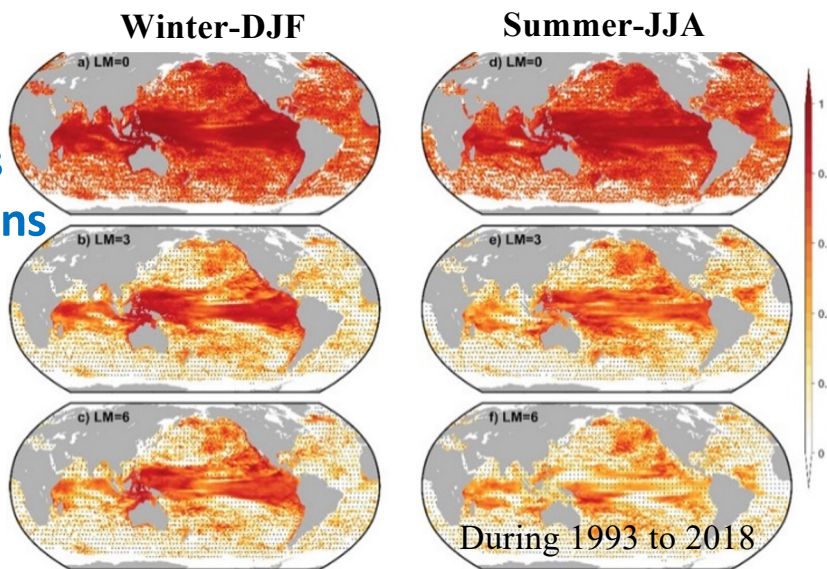 Winter-DJF
Summer-JJA
a) LM=0
d) LM=0
1
ns
b) LM=3
e) LM=3
c) LM=6
f) LM=6
0
During 1993 to 2018